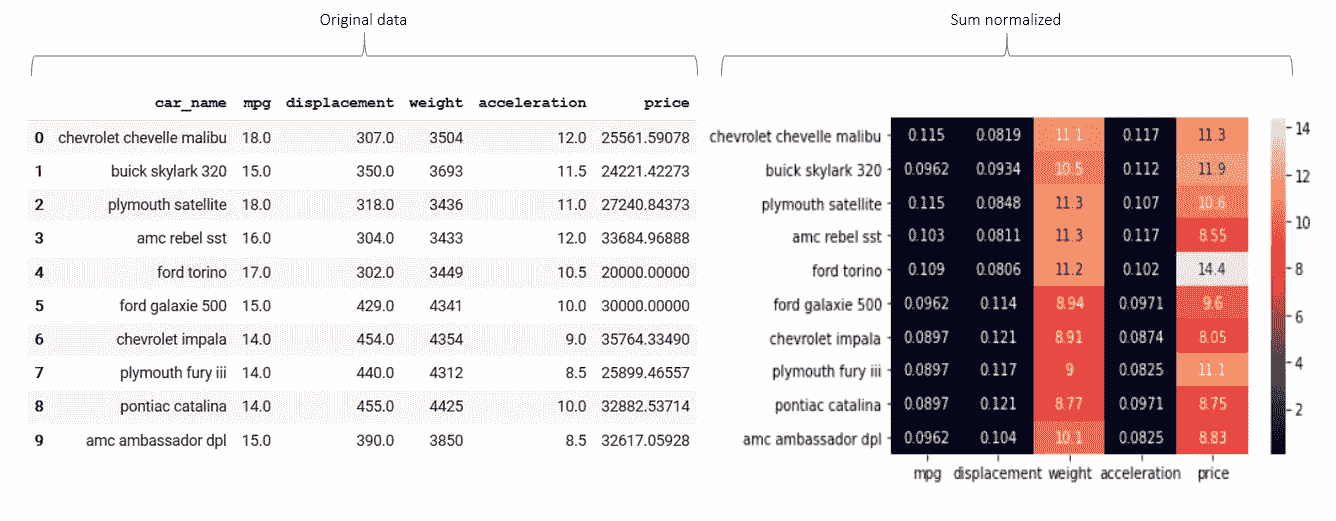 Original data
Sum normalized
car_name mpg displacement weight acceleration price
0 chevrolet chevelle malibu 18.0 307.0 3504 12.0 25561.59078
1 buick skylark 320 15.0 350.0 3693 11.5 24221.42273
2 plymouth satellite 18.0 318.0 3436 11.0 27240.84373
3 amc rebel sst 16.0 304.0 3433 12.0 33684.96888
4 ford torino 17.0 302.0 3449 10.5 20000.00000
5 ford galaxie 500 15.0 429.0 4341 10.0 30000.00000
6 chevrolet impala 14.0 454.0 4354 9.0 35764.33490
7 plymouth fury iii 14.0 440.0 4312 8.5 25899.46557
8 pontiac catalina 14.0 455.0 4425 10.0 32882.53714
9 amc ambassador dpl 15.0 390.0 3850 8.5 32617.05928
chevrolet chevelle malibu 0.115 0.0819 11.1 0.117 11.3
buick skylark 320 0.0962 0.0934 10.5 0.112 11.9
plymouth satellite 0.115 0.0848 11.3 0.107 10.6
amc rebel sst 0.103 0.0811 11.3 0.117 8.55
ford torino 0.109 0.0806 11.2 0.102 14.4
ford galaxie 500 0.0962 0.114 8.94 0.0971 9.6
chevrolet impala 0.0897 0.121 8.91 0.0874 8.05
plymouth fury iii 0.0897 0.117 9 0.0825 11.1
pontiac catalina 0.0897 0.121 8.77 0.0971 8.75
amc ambassador dpl 0.0962 0.104 10.1 0.0825 8.83
mpg displacement weight acceleration price
14
12
10
8
6
4
2